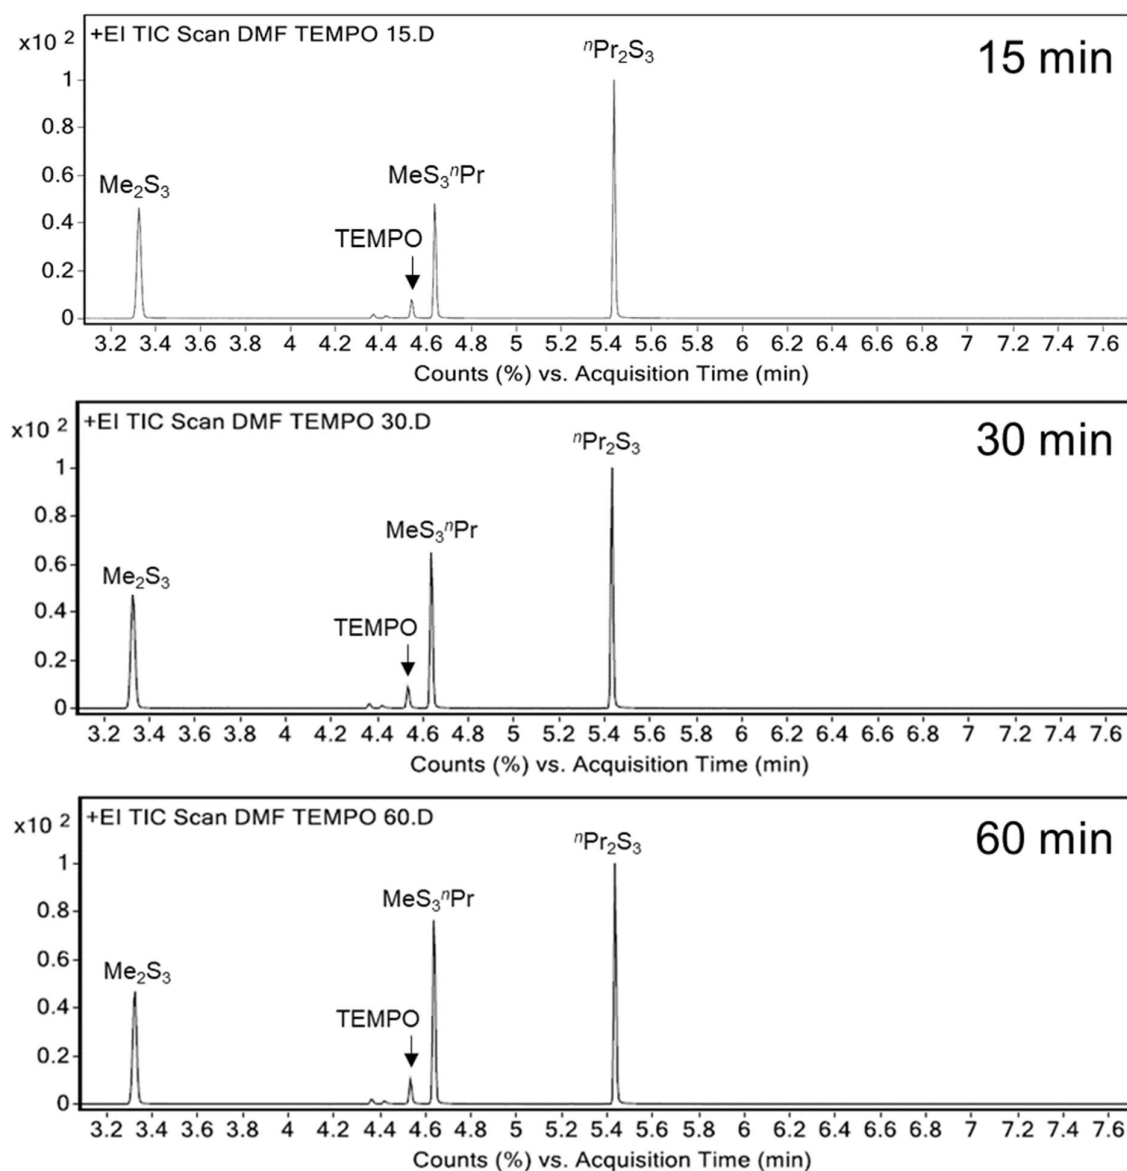 +EI TIC Scan DMF TEMPO 15.D
15 min
x10 2
ⁿPr₂S₃
Me₂S₃
MeS₃ⁿPr
TEMPO
1
0.8
0.6
0.4
0.2
0
3.2 3.4 3.6 3.8 4 4.2 4.4 4.6 4.8 5 5.2 5.4 5.6 5.8 6 6.2 6.4 6.6 6.8 7 7.2 7.4 7.6
Counts (%) vs. Acquisition Time (min)
+EI TIC Scan DMF TEMPO 30.D
30 min
x10 2
ⁿPr₂S₃
MeS₃ⁿPr
Me₂S₃
TEMPO
1
0.8
0.6
0.4
0.2
0
3.2 3.4 3.6 3.8 4 4.2 4.4 4.6 4.8 5 5.2 5.4 5.6 5.8 6 6.2 6.4 6.6 6.8 7 7.2 7.4 7.6
Counts (%) vs. Acquisition Time (min)
+EI TIC Scan DMF TEMPO 60.D
60 min
x10 2
ⁿPr₂S₃
MeS₃ⁿPr
Me₂S₃
TEMPO
1
0.8
0.6
0.4
0.2
0
3.2 3.4 3.6 3.8 4 4.2 4.4 4.6 4.8 5 5.2 5.4 5.6 5.8 6 6.2 6.4 6.6 6.8 7 7.2 7.4 7.6
Counts (%) vs. Acquisition Time (min)